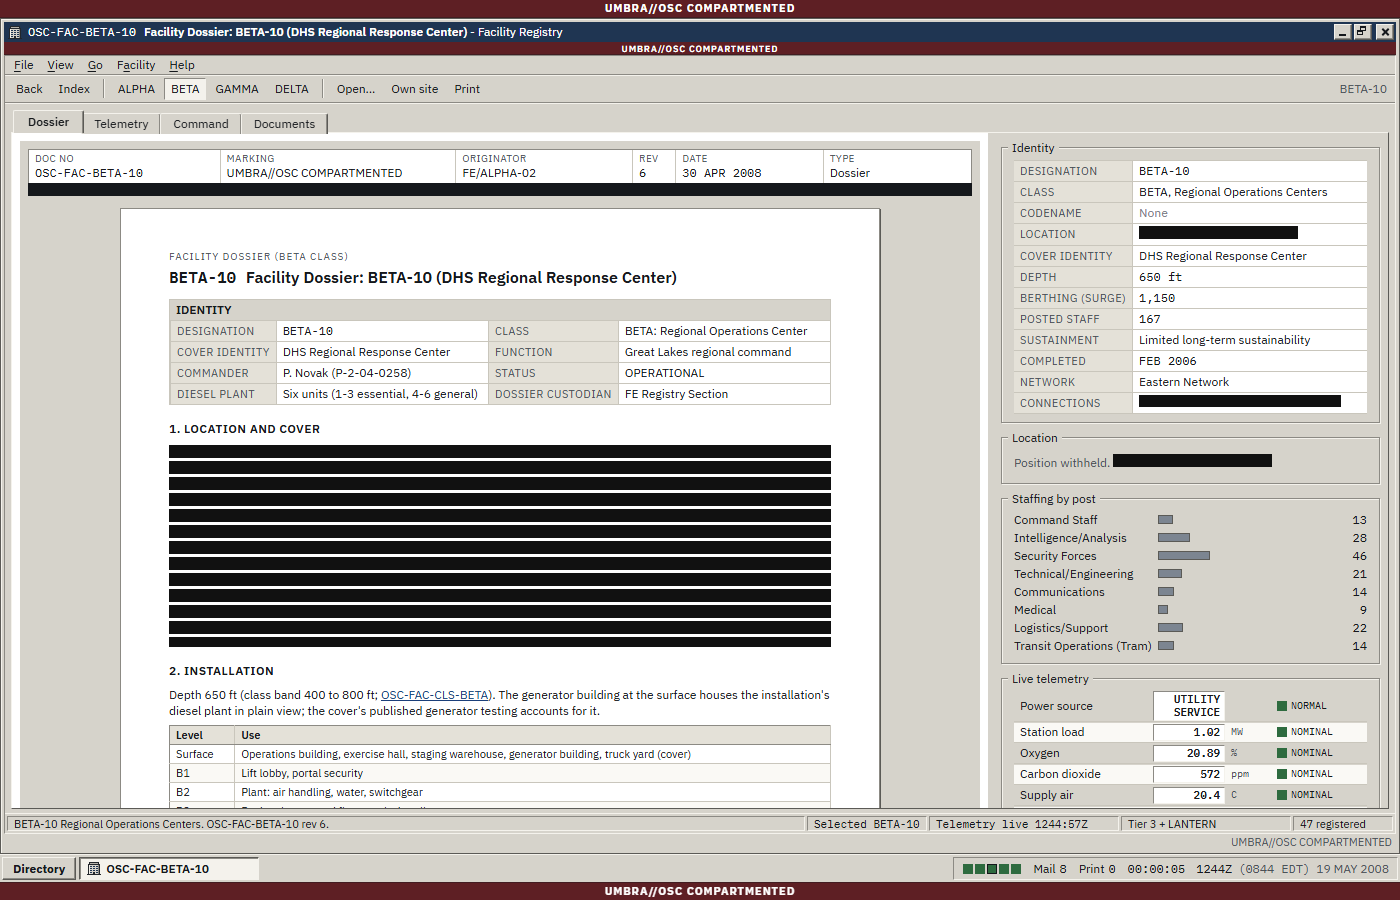 UMBRA//OSC COMPARTMENTED
OSC-FAC-BETA-10 Facility Dossier: BETA-10 (DHS Regional Response Center) - Facility Registry
UMBRA//OSC COMPARTMENTED
File View Go Facility Help
Back Index ALPHA BETA GAMMA DELTA Open... Own site Print BETA-10
Dossier Telemetry Command Documents
DOC NO MARKING ORIGINATOR REV DATE TYPE
OSC-FAC-BETA-10 UMBRA//OSC COMPARTMENTED FE/ALPHA-02 6 30 APR 2008 Dossier
FACILITY DOSSIER (BETA CLASS)
BETA-10 Facility Dossier: BETA-10 (DHS Regional Response Center)
IDENTITY
DESIGNATION BETA-10 CLASS BETA: Regional Operations Center
COVER IDENTITY DHS Regional Response Center FUNCTION Great Lakes regional command
COMMANDER P. Novak (P-2-04-0258) STATUS OPERATIONAL
DIESEL PLANT Six units (1-3 essential, 4-6 general) DOSSIER CUSTODIAN FE Registry Section
1. LOCATION AND COVER
2. INSTALLATION
Depth 650 ft (class band 400 to 800 ft; OSC-FAC-CLS-BETA). The generator building at the surface houses the installation's
diesel plant in plain view; the cover's published generator testing accounts for it.
Level Use
Surface Operations building, exercise hall, staging warehouse, generator building, truck yard (cover)
B1 Lift lobby, portal security
B2 Plant: air handling, water, switchgear
Identity
DESIGNATION BETA-10
CLASS BETA, Regional Operations Centers
CODENAME None
LOCATION
COVER IDENTITY DHS Regional Response Center
DEPTH 650 ft
BERTHING (SURGE) 1,150
POSTED STAFF 167
SUSTAINMENT Limited long-term sustainability
COMPLETED FEB 2006
NETWORK Eastern Network
CONNECTIONS
Location
Position withheld.
Staffing by post
Command Staff 13
Intelligence/Analysis 28
Security Forces 46
Technical/Engineering 21
Communications 14
Medical 9
Logistics/Support 22
Transit Operations (Tram) 14
Live telemetry
Power source UTILITY SERVICE NORMAL
Station load 1.02 MW NOMINAL
Oxygen 20.89 % NOMINAL
Carbon dioxide 572 ppm NOMINAL
Supply air 20.4 C NOMINAL
BETA-10 Regional Operations Centers. OSC-FAC-BETA-10 rev 6. Selected BETA-10 Telemetry live 1244:57Z Tier 3 + LANTERN 47 registered
UMBRA//OSC COMPARTMENTED
Directory OSC-FAC-BETA-10 Mail 8 Print 0 00:00:05 1244Z (0844 EDT) 19 MAY 2008
UMBRA//OSC COMPARTMENTED